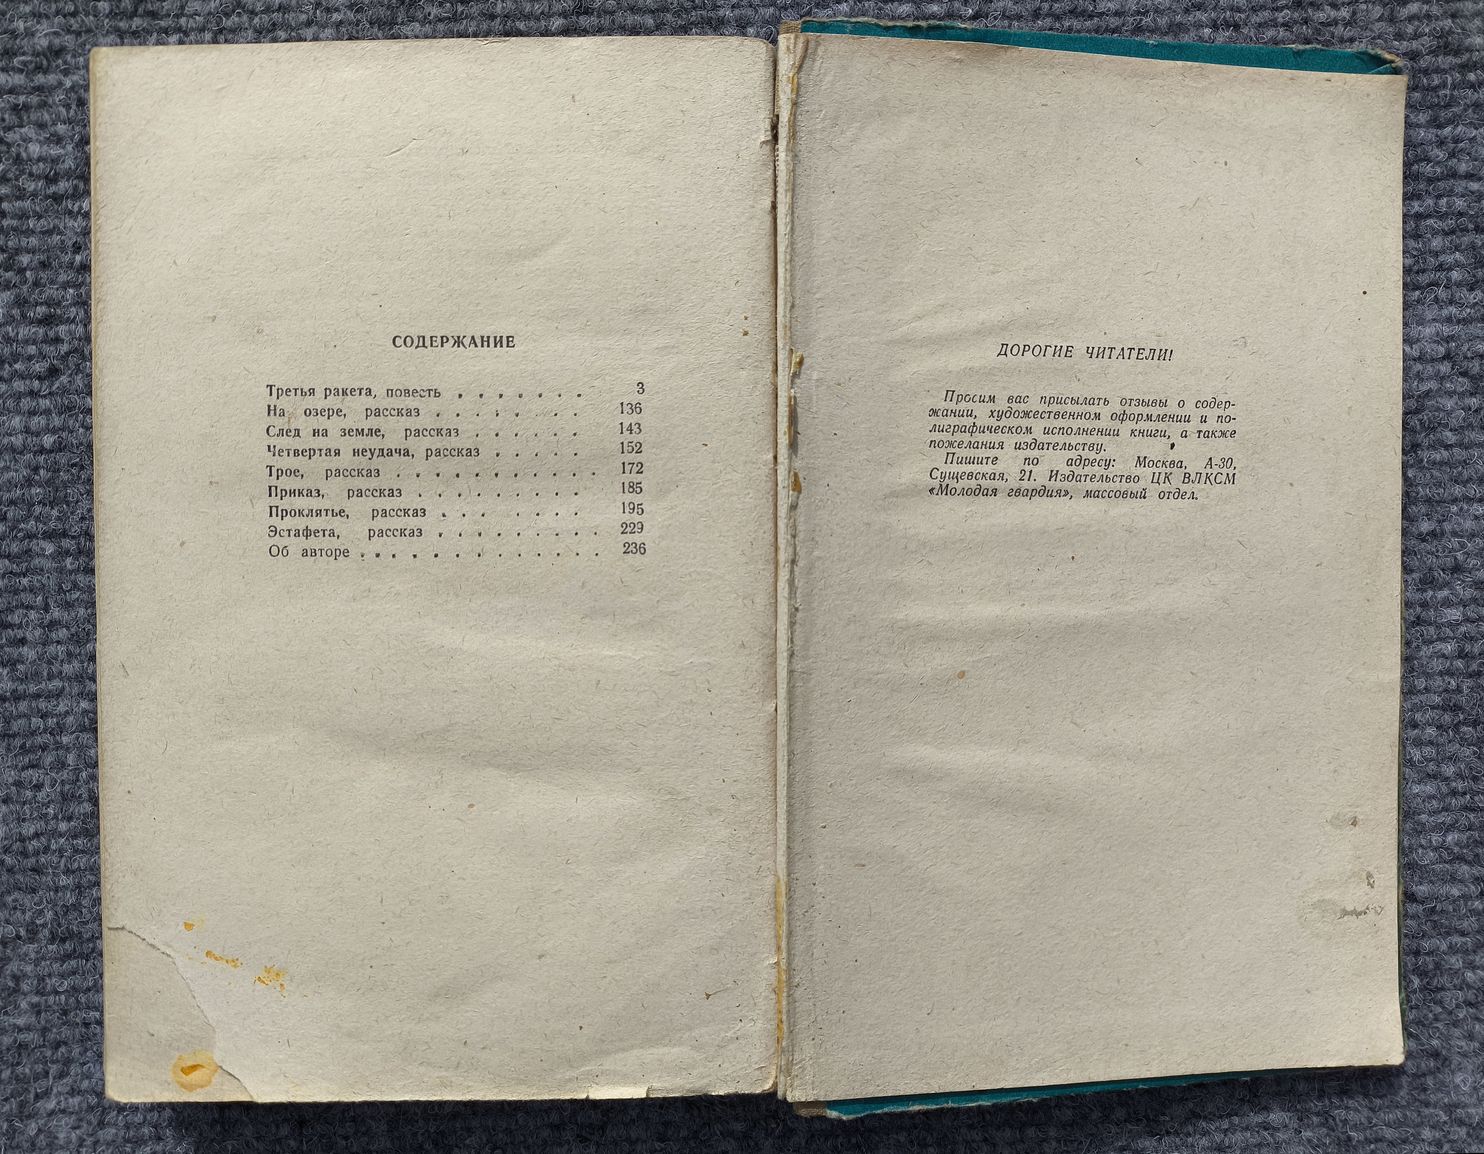 СОДЕРЖАНИЕ
Третья ракета, повесть . . . . . . . 3
На озере, рассказ . . . . . . . . 136
След на земле, рассказ . . . . . . 143
Четвертая неудача, рассказ . . . . . 152
Трое, рассказ . . . . . . . . . . . 172
Приказ, рассказ . . . . . . . . . 185
Проклятье, рассказ . . . . . . . . 195
Эстафета, рассказ . . . . . . . . . 229
Об авторе . . . . . . . . . . . . . 236
ДОРОГИЕ ЧИТАТЕЛИ!
Просим вас присылать отзывы о содер-
жании, художественном оформлении и по-
лиграфическом исполнении книги, а также
пожелания издательству.
Пишите по адресу: Москва, А-30,
Сущевская, 21. Издательство ЦК ВЛКСМ
«Молодая гвардия», массовый отдел.